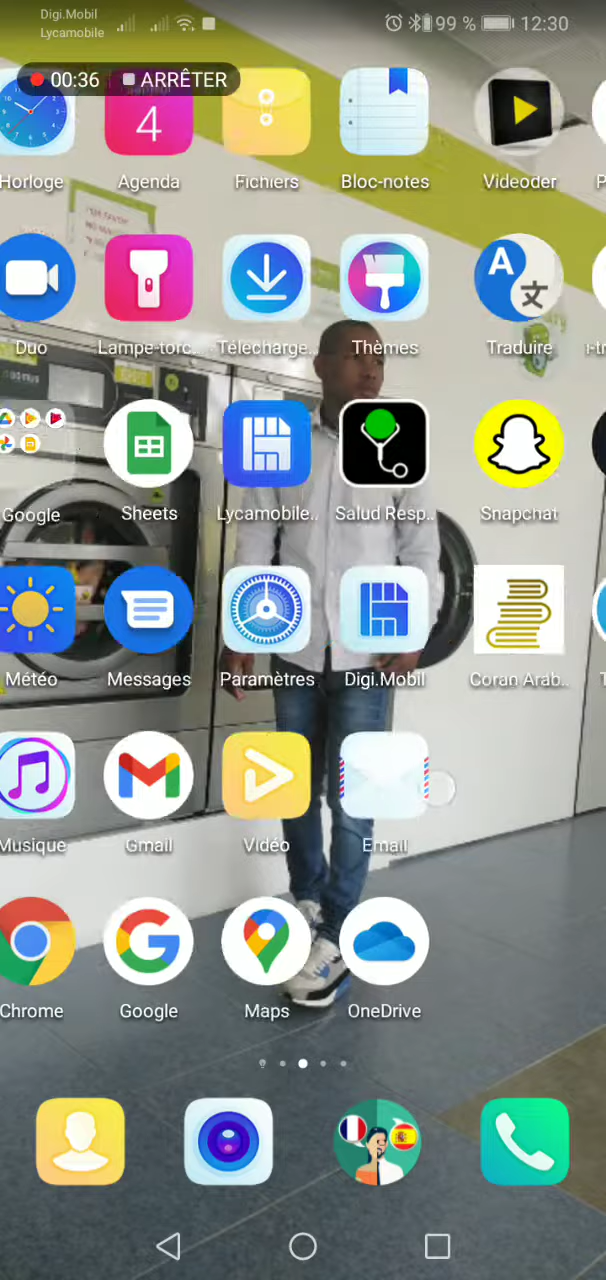 Digi.Mobil
Lycamobile
99 % 12:30
00:36 ARRÊTER
4
Horloge Agenda Fichiers Bloc-notes Videoder
Duo Lampe-torc... Télécharge... Thèmes Traduire
Google Sheets Lycamobile.. Salud Resp.. Snapchat
Météo Messages Paramètres Digi.Mobil Coran Arab..
Musique Gmail Vidéo Email
Chrome Google Maps OneDrive